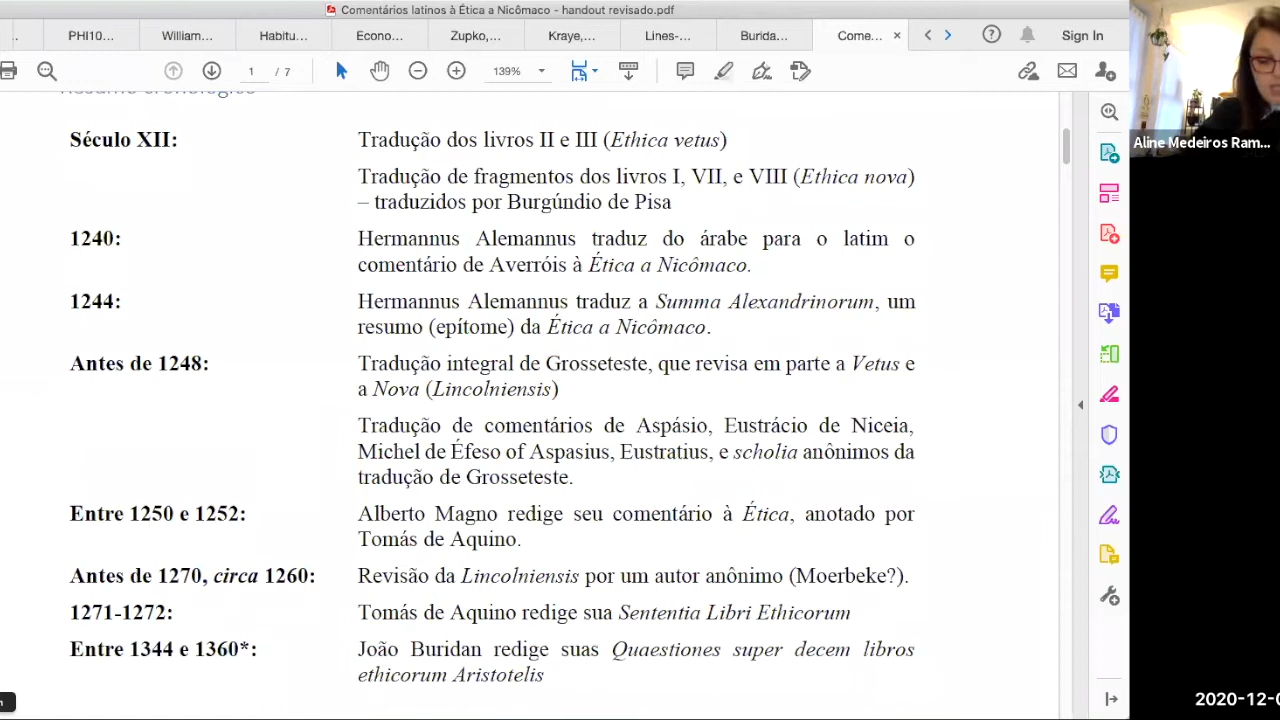 Comentários latinos à Ética a Nicômaco - handout revisado.pdf
... PHI10... William... Habitu... Econo... Zupko,... Kraye,... Lines-... Burida... Come... × Sign In
1 / 7 139%
Século XII: Tradução dos livros II e III (Ethica vetus)
Tradução de fragmentos dos livros I, VII, e VIII (Ethica nova)
– traduzidos por Burgúndio de Pisa
1240: Hermannus Alemannus traduz do árabe para o latim o
comentário de Averróis à Ética a Nicômaco.
1244: Hermannus Alemannus traduz a Summa Alexandrinorum, um
resumo (epítome) da Ética a Nicômaco.
Antes de 1248: Tradução integral de Grosseteste, que revisa em parte a Vetus e
a Nova (Lincolniensis)
Tradução de comentários de Aspásio, Eustrácio de Niceia,
Michel de Éfeso of Aspasius, Eustratius, e scholia anônimos da
tradução de Grosseteste.
Entre 1250 e 1252: Alberto Magno redige seu comentário à Ética, anotado por
Tomás de Aquino.
Antes de 1270, circa 1260: Revisão da Lincolniensis por um autor anônimo (Moerbeke?).
1271-1272: Tomás de Aquino redige sua Sententia Libri Ethicorum
Entre 1344 e 1360*: João Buridan redige suas Quaestiones super decem libros
ethicorum Aristotelis
Aline Medeiros Ram...
2020-12-0